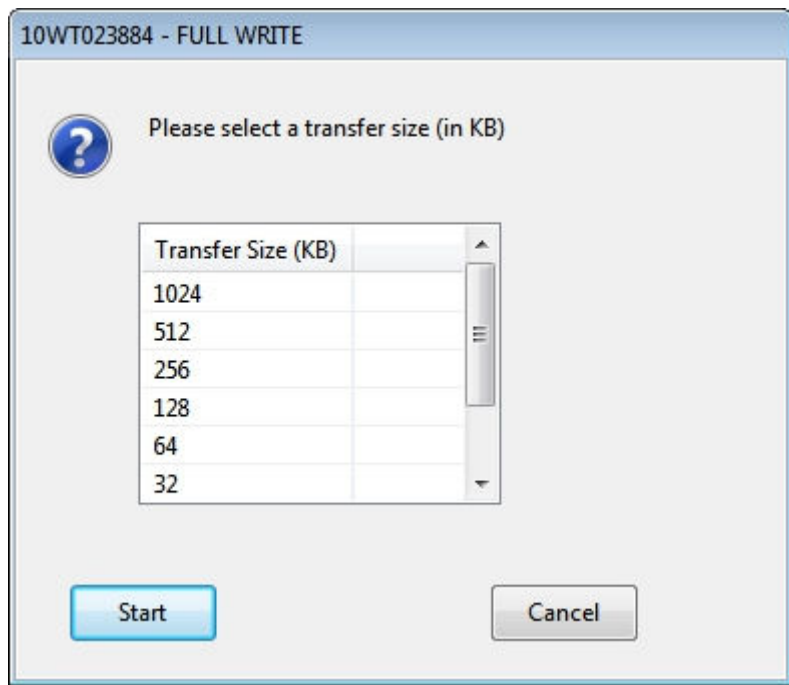 10WT023884 - FULL WRITE
Please select a transfer size (in KB)
Transfer Size (KB)
1024
512
256
128
64
32
Start
Cancel